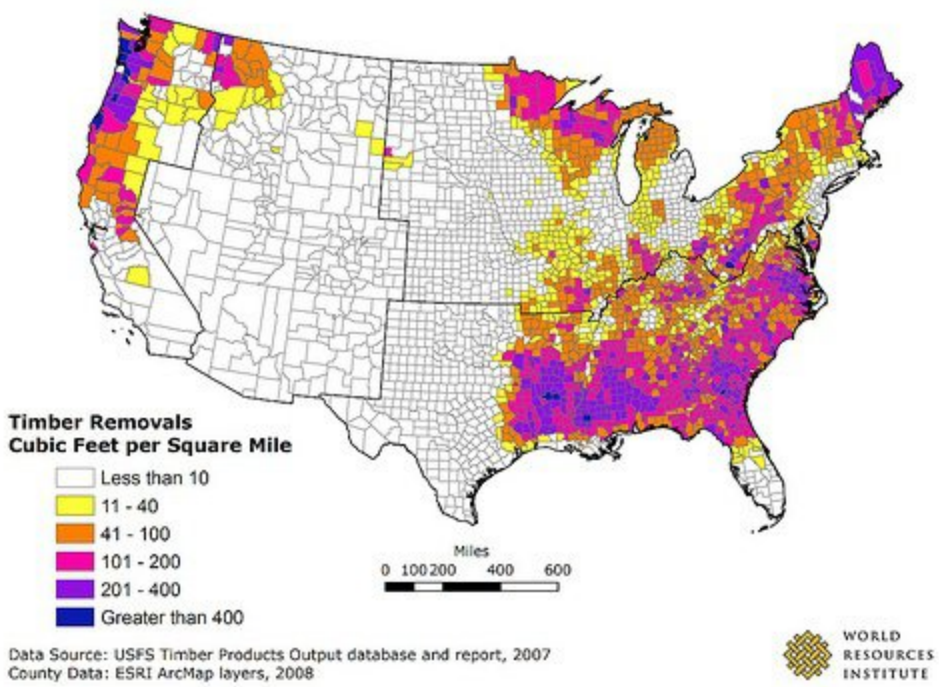 Timber Removals
Cubic Feet per Square Mile
Less than 10
11 - 40
41 - 100
101 - 200
201 - 400
Greater than 400
Miles
0 100 200 400 600
Data Source: USFS Timber Products Output database and report, 2007
County Data: ESRI ArcMap layers, 2008
WORLD
RESOURCES
INSTITUTE